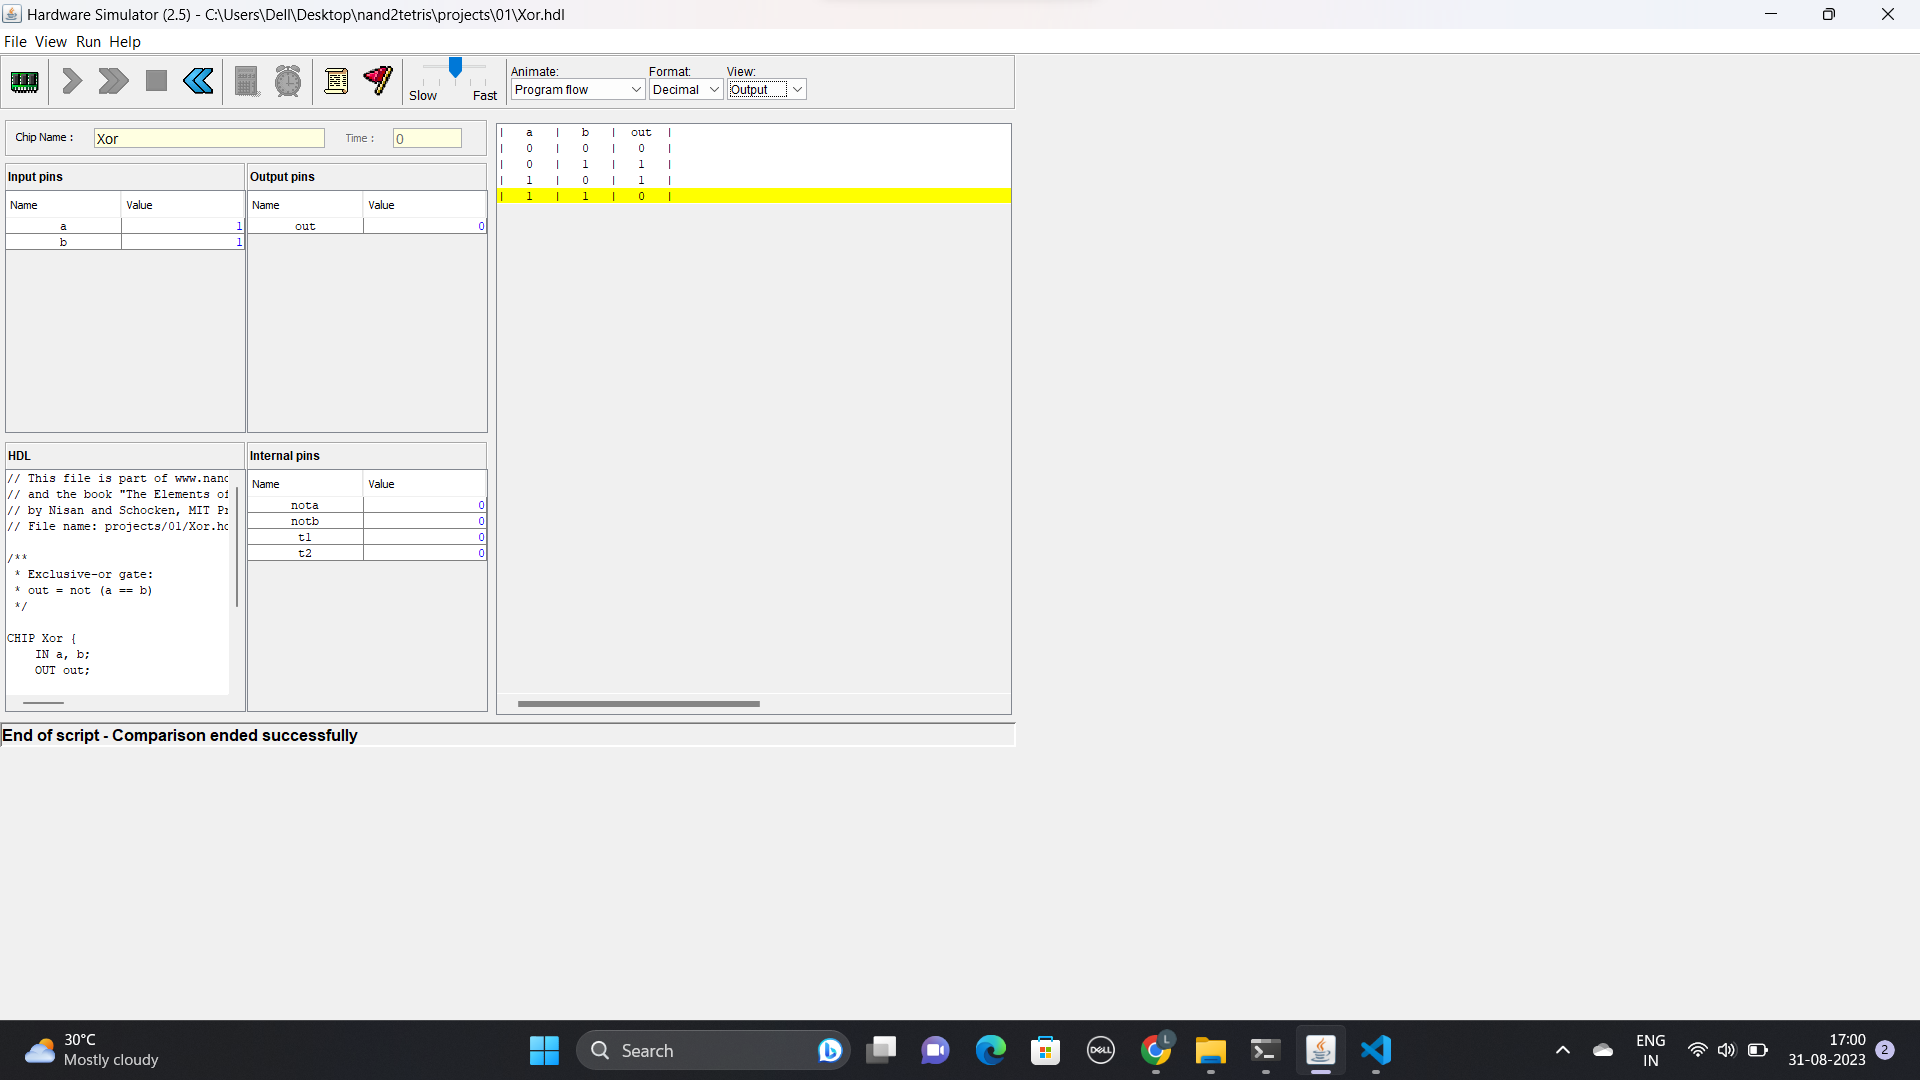 Hardware Simulator (2.5) - C:\Users\Dell\Desktop\nand2tetris\projects\01\Xor.hdl
File View Run Help
Slow Fast
Animate: Format: View:
Program flow Decimal Output
Chip Name : Xor Time : 0
Input pins
Name Value
a 1
b 1
Output pins
Name Value
out 0
| a | b | out |
| 0 | 0 | 0 |
| 0 | 1 | 1 |
| 1 | 0 | 1 |
| 1 | 1 | 0 |
HDL
// This file is part of www.nand
// and the book "The Elements of
// by Nisan and Schocken, MIT Pr
// File name: projects/01/Xor.hd
/**
* Exclusive-or gate:
* out = not (a == b)
*/
CHIP Xor {
IN a, b;
OUT out;
Internal pins
Name Value
nota 0
notb 0
t1 0
t2 0
End of script - Comparison ended successfully
30°C
Mostly cloudy
Search
DELL
L
ENG
IN
17:00
31-08-2023
2